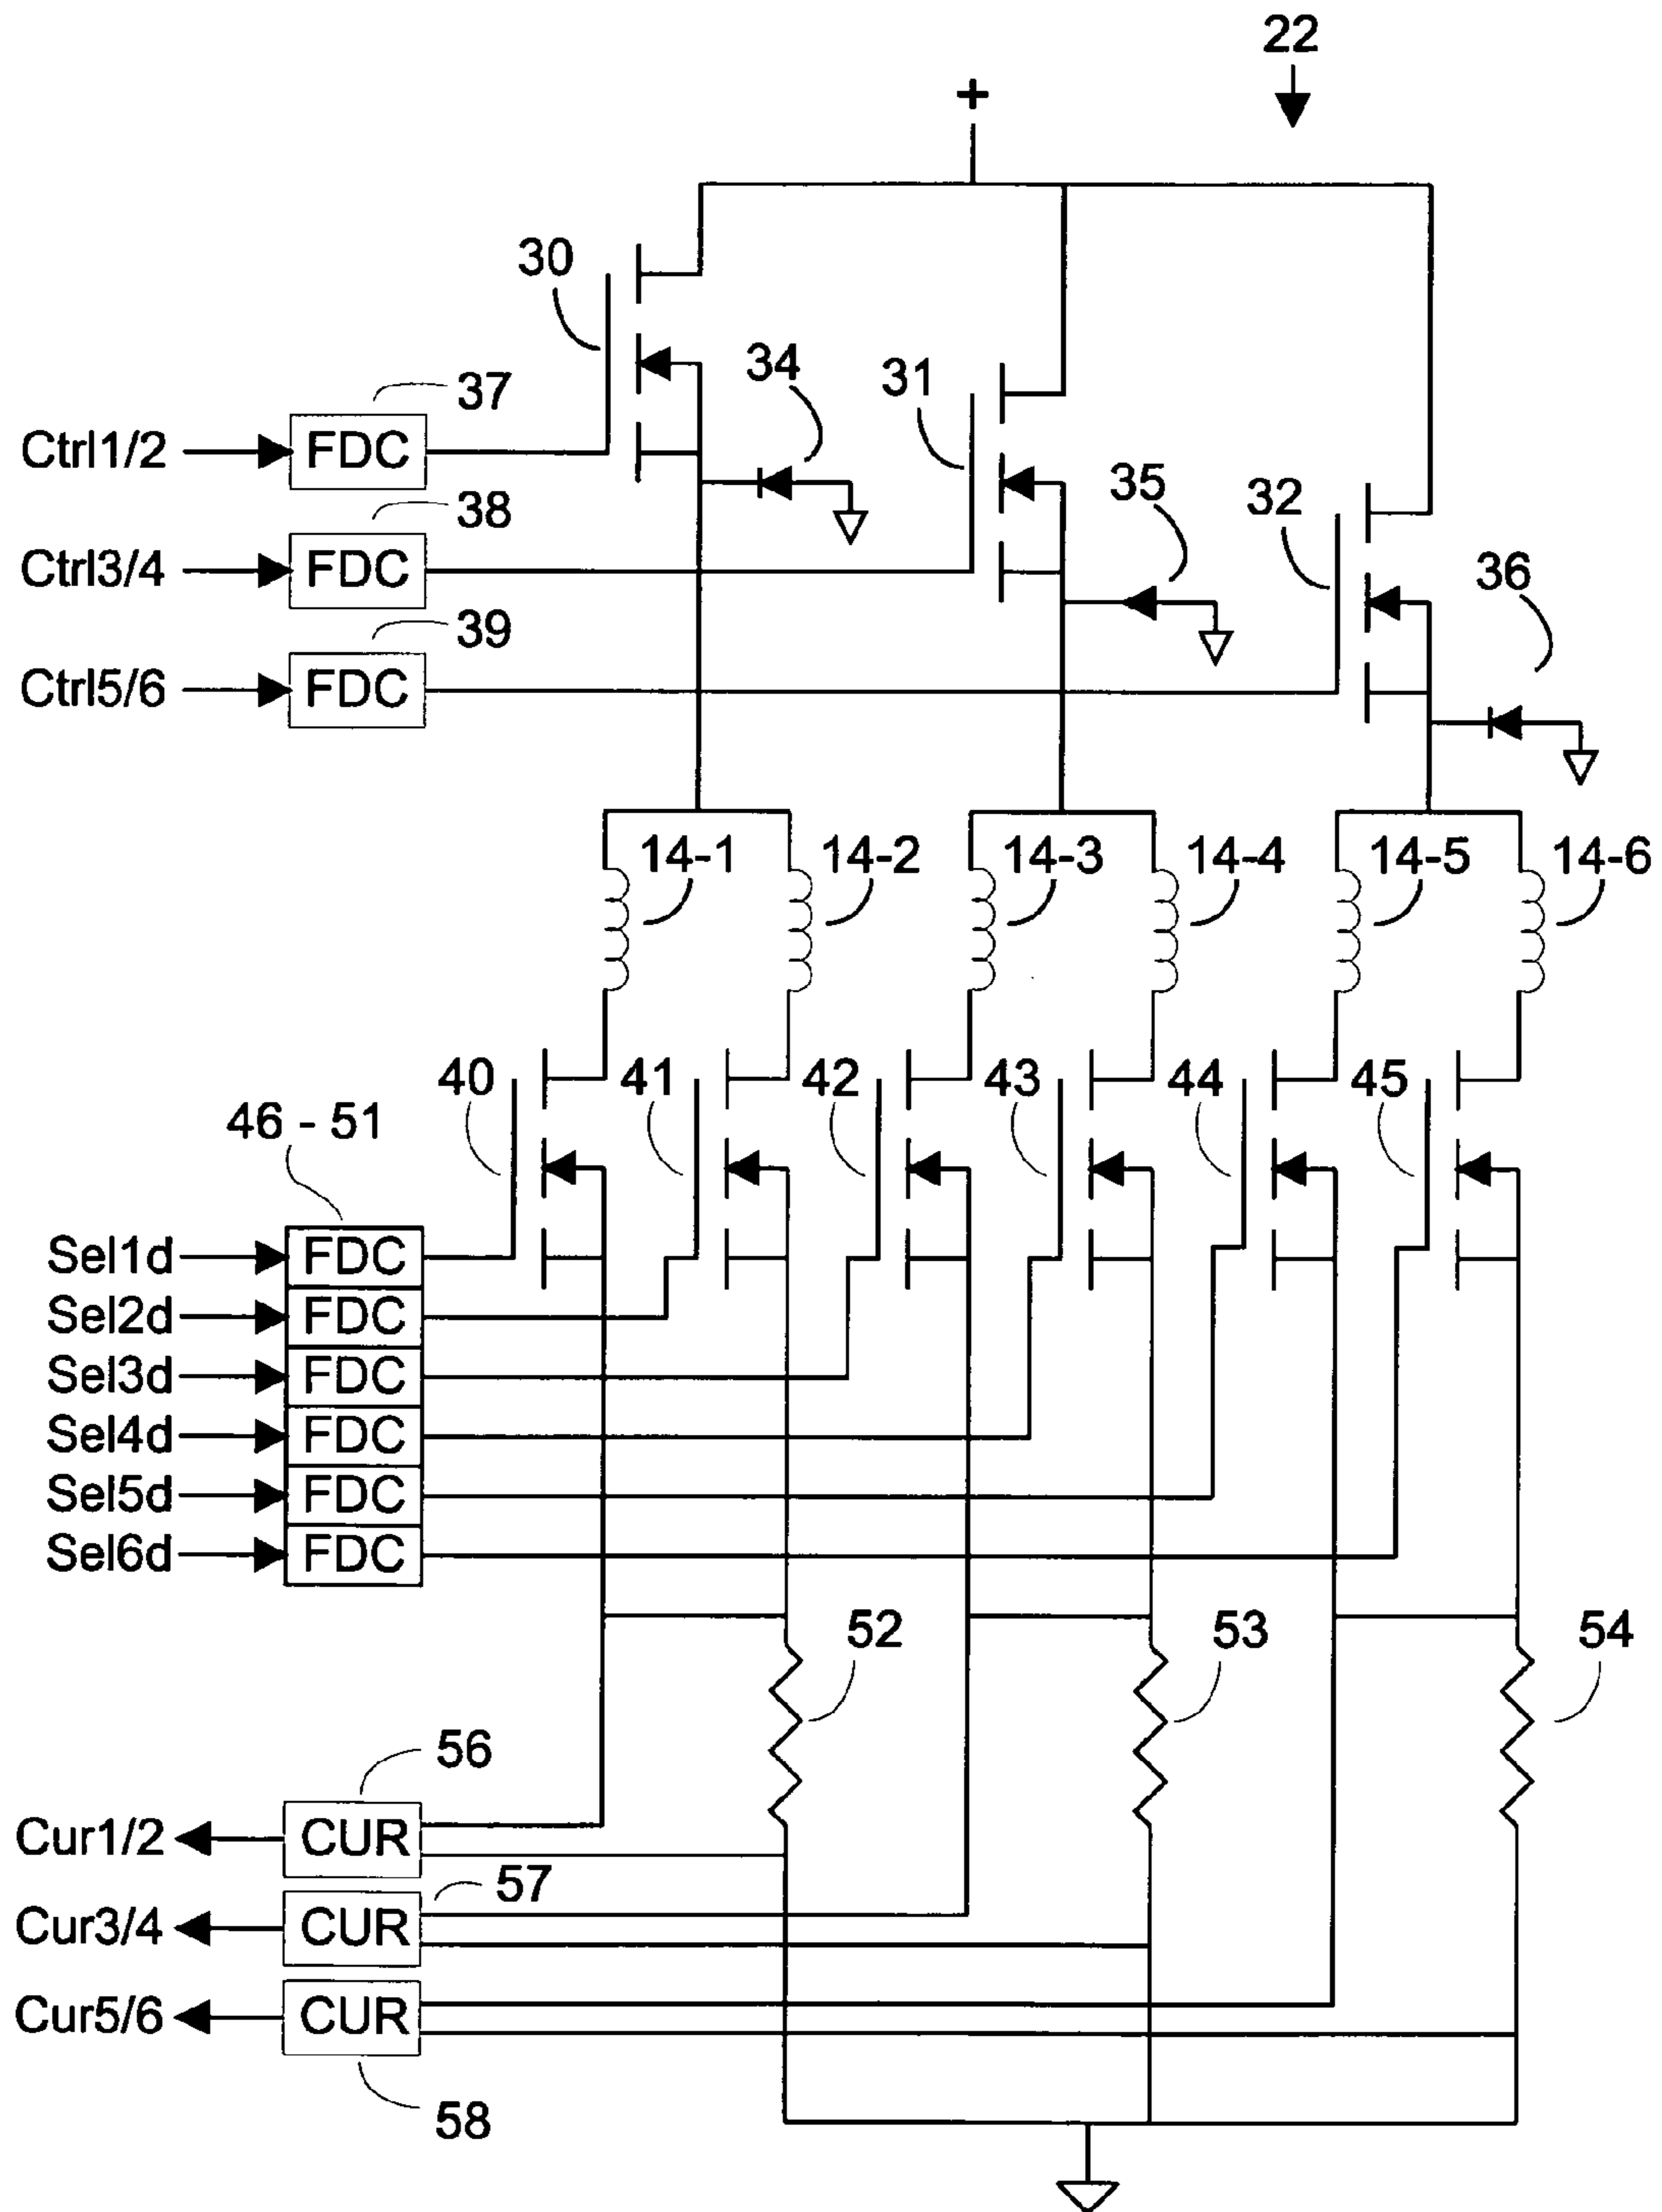 22
+
30
34
31
37
Ctrl1/2 FDC
35
32
38
Ctrl3/4 FDC
36
39
Ctrl5/6 FDC
14-1 14-2 14-3 14-4 14-5 14-6
40 41 42 43 44 45
46 - 51
Sel1d FDC
Sel2d FDC
Sel3d FDC
Sel4d FDC
Sel5d FDC
Sel6d FDC
52 53 54
56
Cur1/2 CUR
57
Cur3/4 CUR
Cur5/6 CUR
58